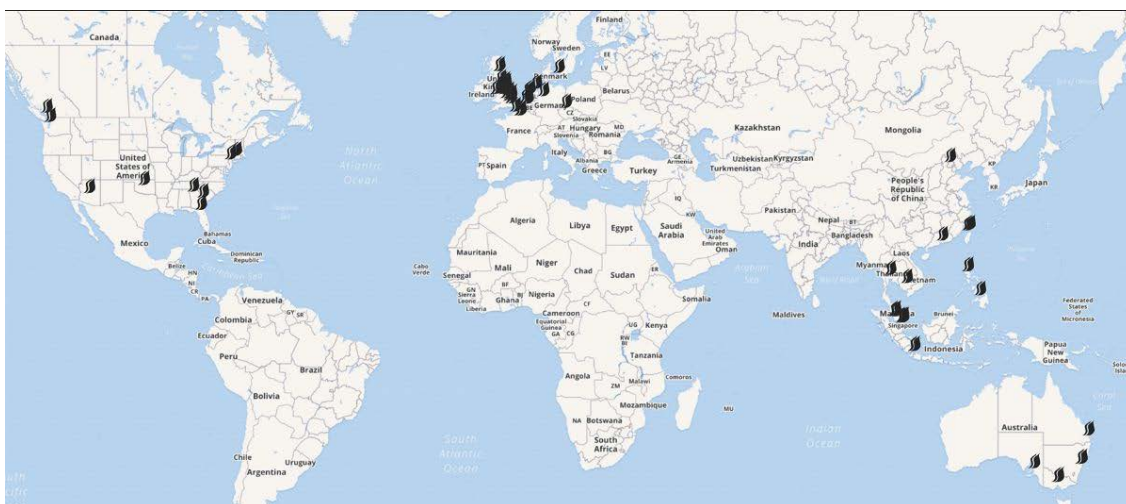 Canada
Finland
Norway
Sweden
EE
LV
Denmark
Ireland
Belarus
Poland
Germany
BE
CZ
Slovakia
France
AT
Hungary
MD
Slovenia
Romania
Italy
BG
Albania
Greece
PT
Spain
Turkey
GE
Armenia
Kazakhstan
Uzbekistan
Kyrgyzstan
Turkmenistan
Mongolia
KP
KR
Japan
People's
Republic
of China
United
States of
America
North
Atlantic
Ocean
Mexico
Bahamas
Cuba
Dominican
Republic
Belize
HN
NI
CR
PA
Caribbean Sea
Venezuela
GY
SR
Colombia
Ecuador
Peru
Brazil
Bolivia
Chile
Argentina
Uruguay
Cabo
Verde
Algeria
Libya
Egypt
Mauritania
Mali
Niger
Chad
Sudan
ER
Senegal
GN
Sierra
Leone
Liberia
BF
BJ
Ghana
Nigeria
CF
Cameroon
Equatorial
Guinea
GA
CG
UG
RW
BI
Kenya
Somalia
Tanzania
Angola
ZM
Malawi
Comoros
Mozambique
NA
Botswana
South
Africa
MU
IQ
KW
Saudi
Arabia
United
Arab
Emirates
Oman
Arabian
Sea
Pakistan
Nepal
BT
Bangladesh
India
Maldives
Myanmar
Laos
Singapore
Brunei
Indonesia
Federated
States of
Micronesia
Papua
New
Guinea
Australia
Coral
Sea
South
Atlantic
Ocean
Indian
Ocean